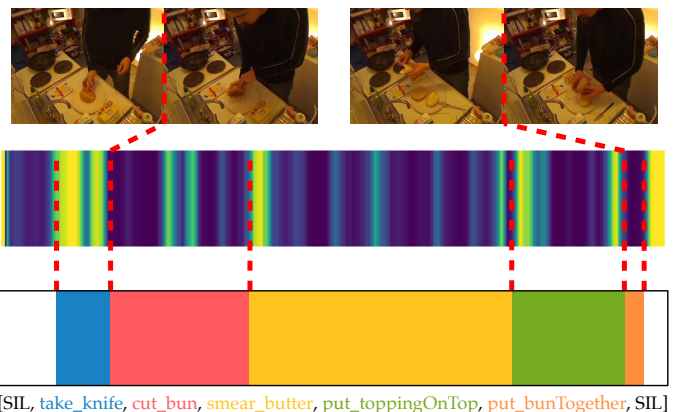 [SIL, take_knife, cut_bun, smear_butter, put_toppingOnTop, put_bunTogether, SIL]